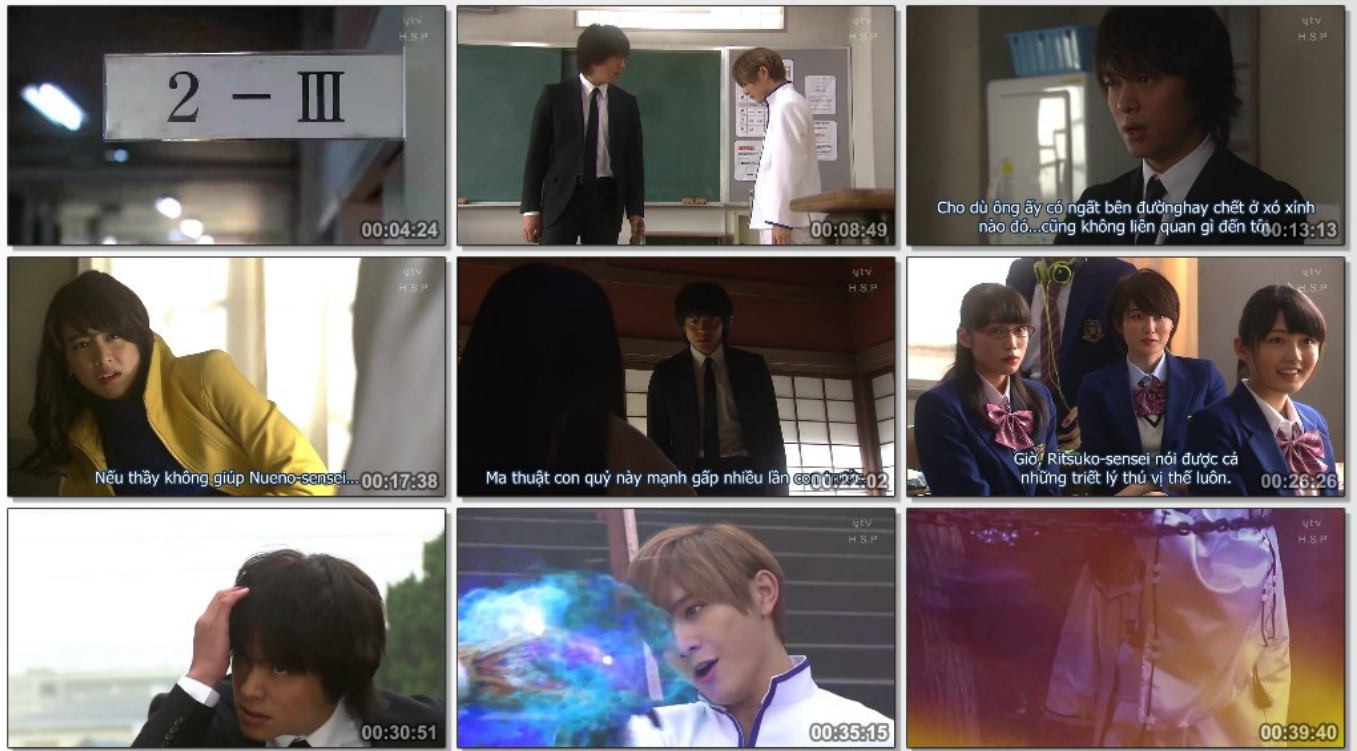 ytv
H.S.P
2 - III
00:04:24
ytv
H.S.P
00:08:49
ytv
H.S.P
Cho dù ông ấy có ngất bên đườnghay chết ở xó xỉnh
nào đó...cũng không liên quan gì đến tôi
00:13:13
ytv
H.S.P
Nếu thầy không giúp Nueno-sensei...
00:17:38
ytv
H.S.P
Ma thuật con quỷ này mạnh gấp nhiều lần con
00:22:02
ytv
H.S.P
Giờ, Ritsuko-sensei nói được cả
những triết lý thú vị thế luôn.
00:26:26
00:30:51
ytv
H.S.P
00:35:15
ytv
H.S.P
00:39:40